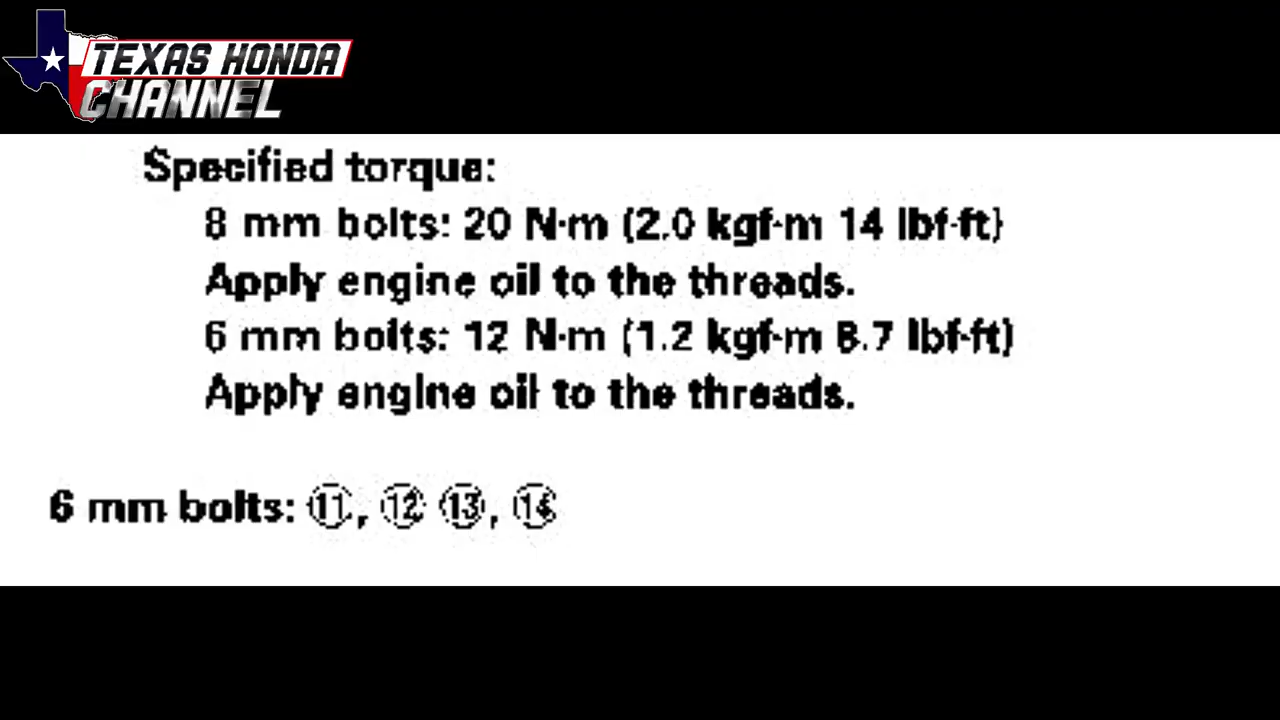 TEXAS HONDA
CHANNEL
Specified torque:
8 mm bolts: 20 N·m (2.0 kgf·m 14 lbf·ft)
Apply engine oil to the threads.
6 mm bolts: 12 N·m (1.2 kgf·m 8.7 lbf·ft)
Apply engine oil to the threads.
6 mm bolts: ⑪, ⑫ ⑬, ⑭